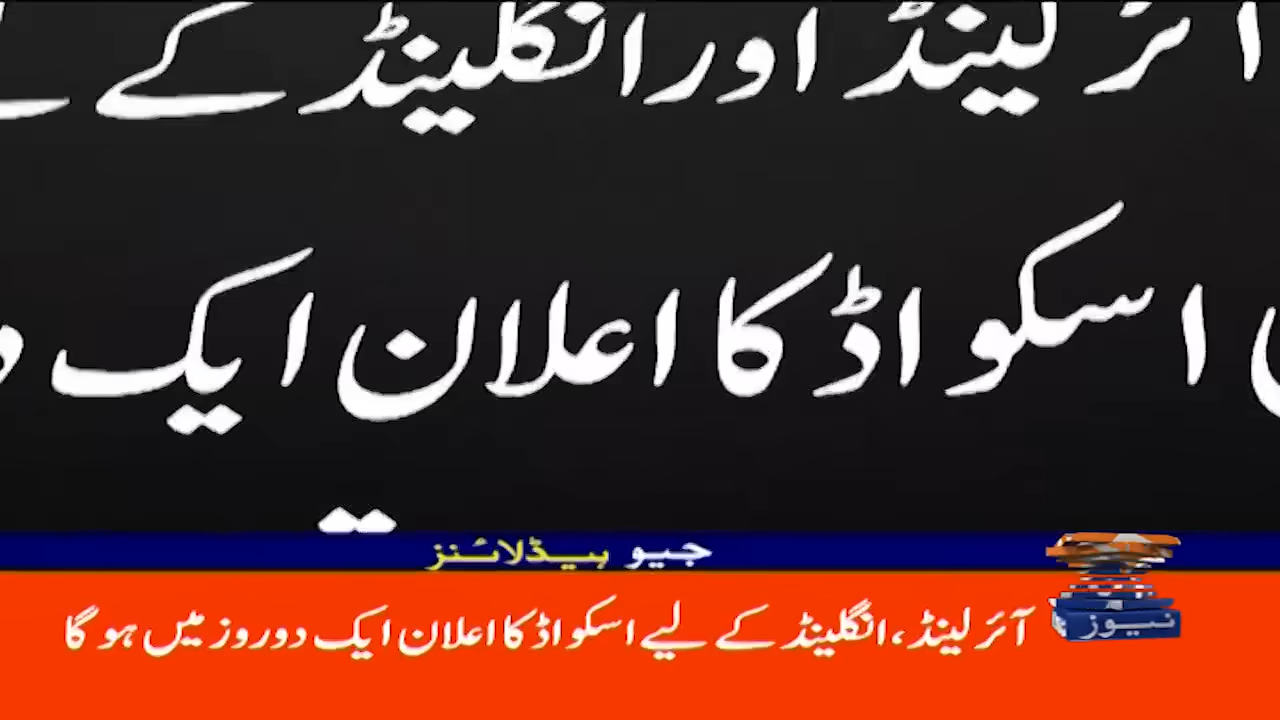 آئرلینڈ اور انگلینڈ کے
اسکواڈ کا اعلان ایک
جیو ہیڈلائنز
آئرلینڈ، انگلینڈ کے لیے اسکواڈ کا اعلان ایک دو روز میں ہو گا
نیوز